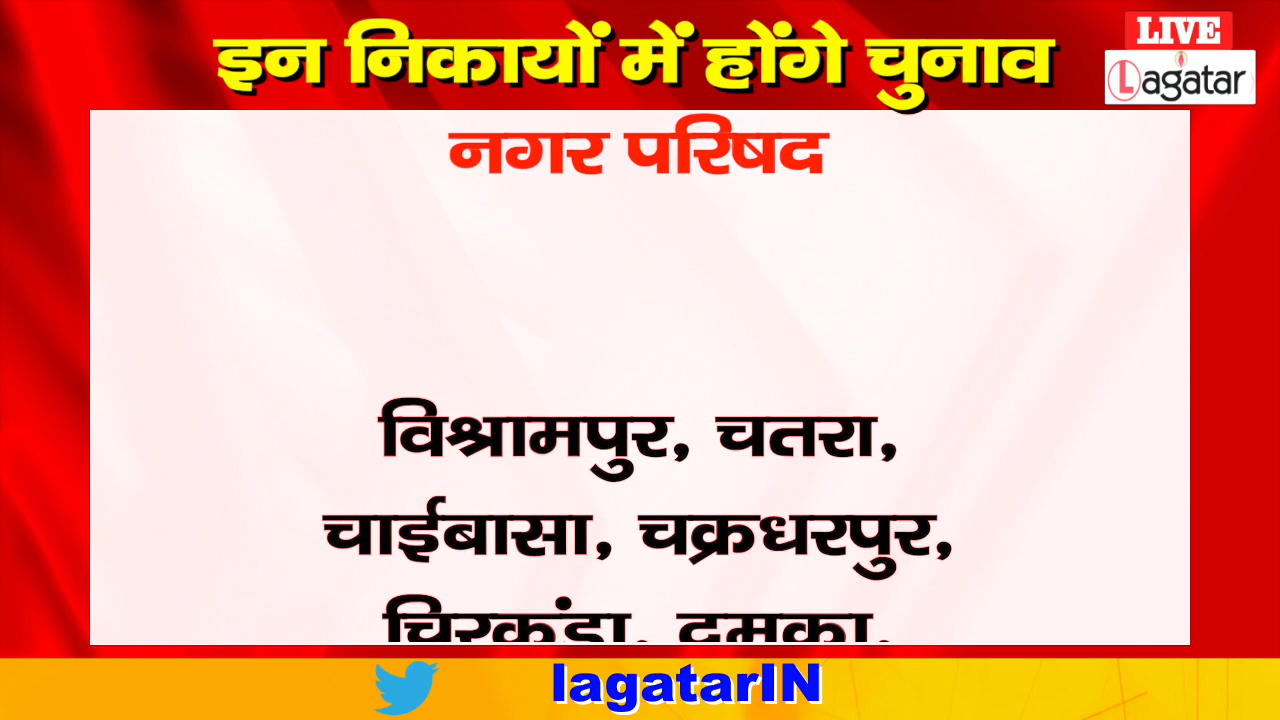 इन निकायों में होंगे चुनाव
LIVE
Lagatar
नगर परिषद
विश्रामपुर, चतरा,
चाईबासा, चक्रधरपुर,
lagatarIN